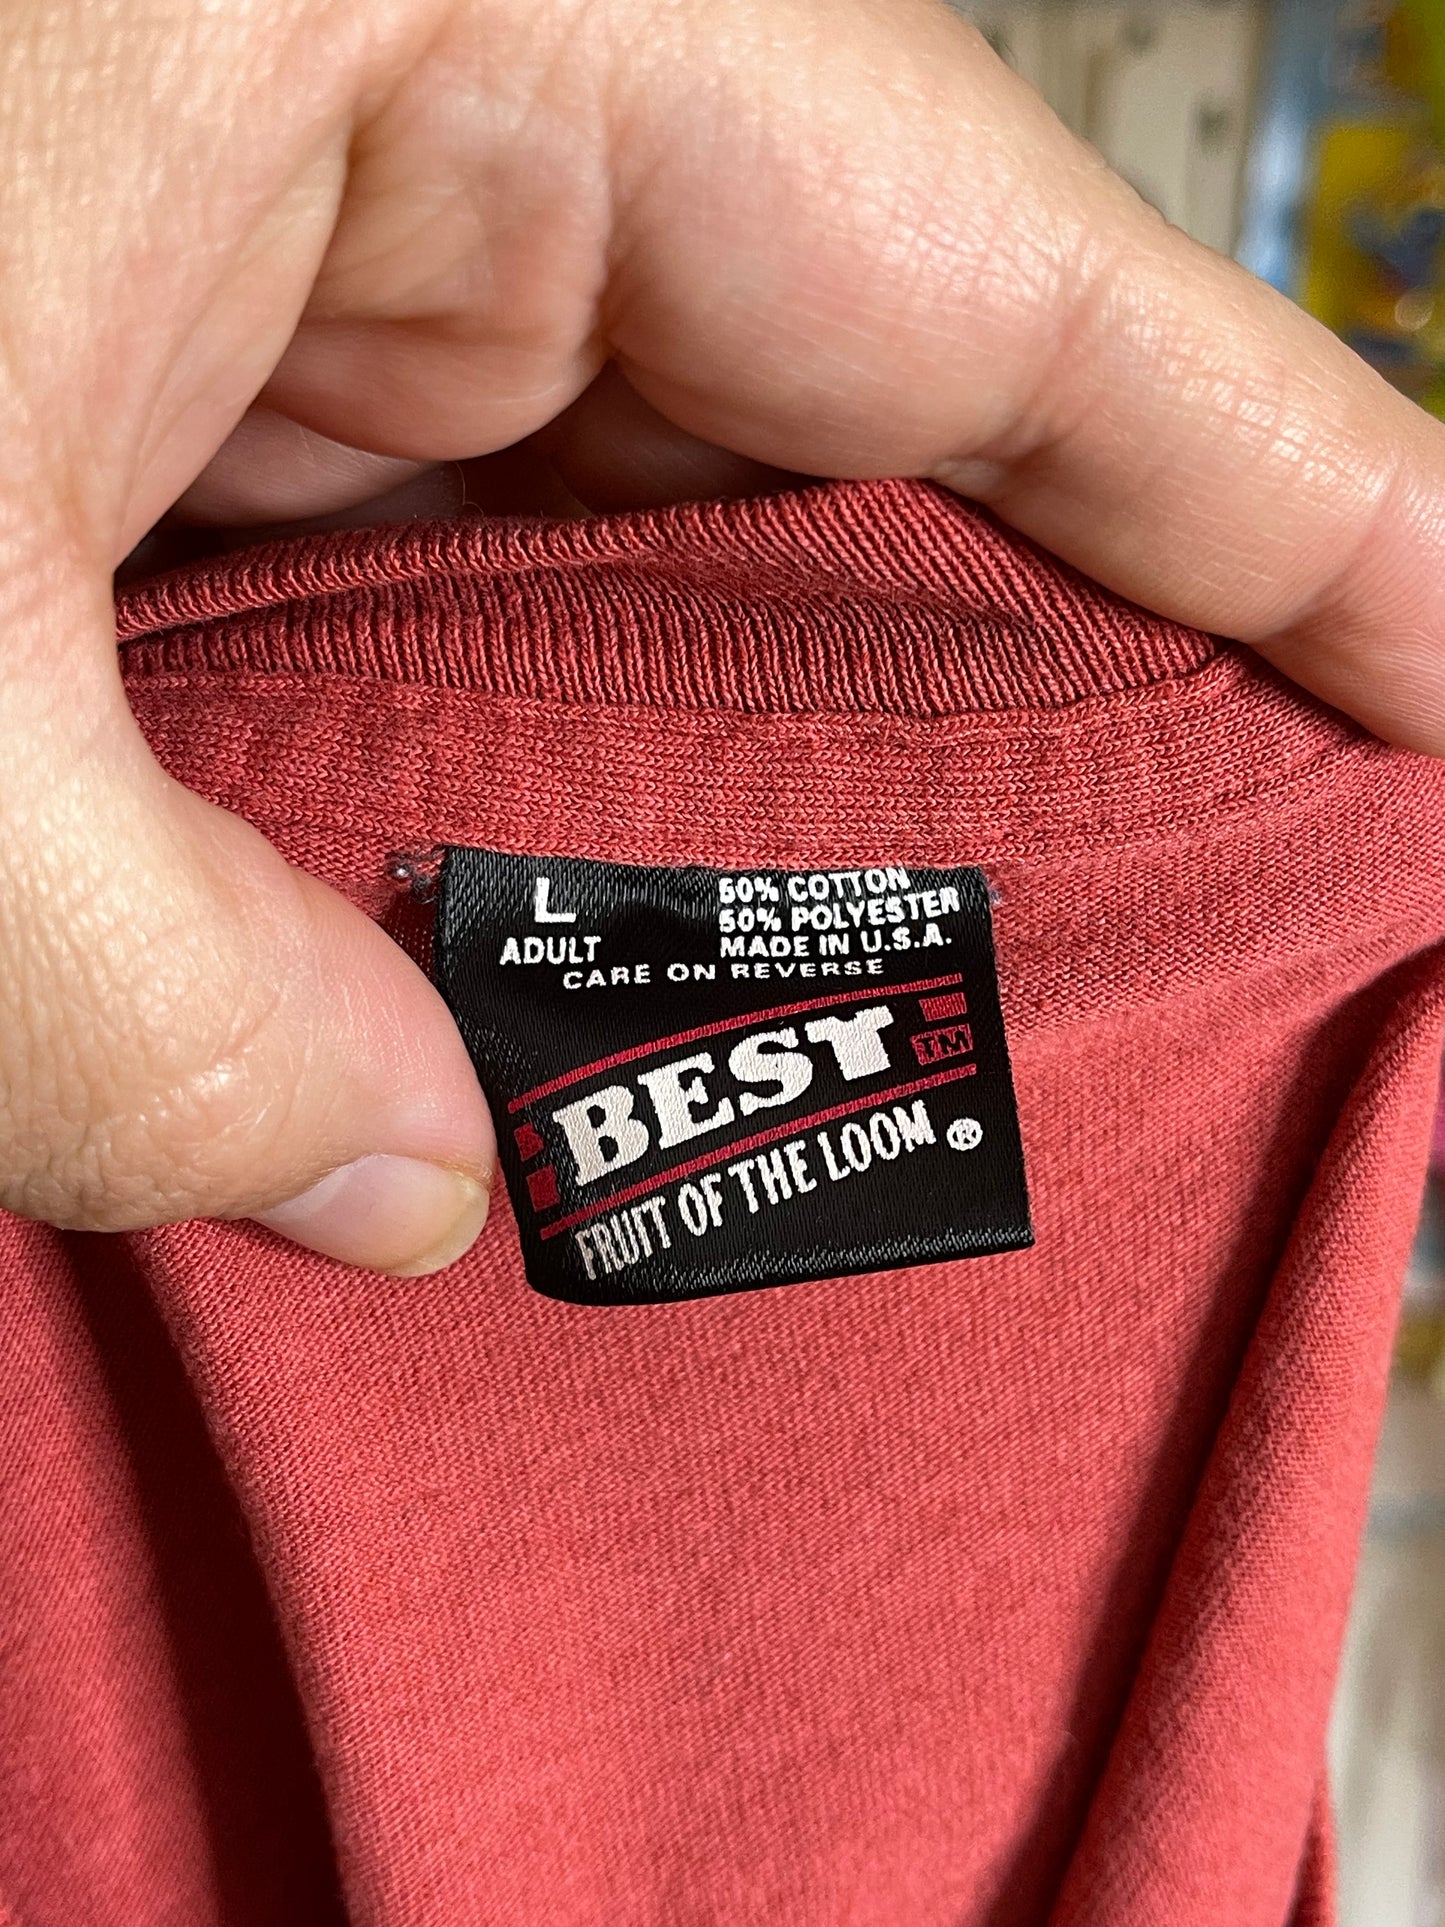 L
ADULT
50% COTTON
50% POLYESTER
MADE IN U.S.A.
CARE ON REVERSE
BEST TM
FRUIT OF THE LOOM ®